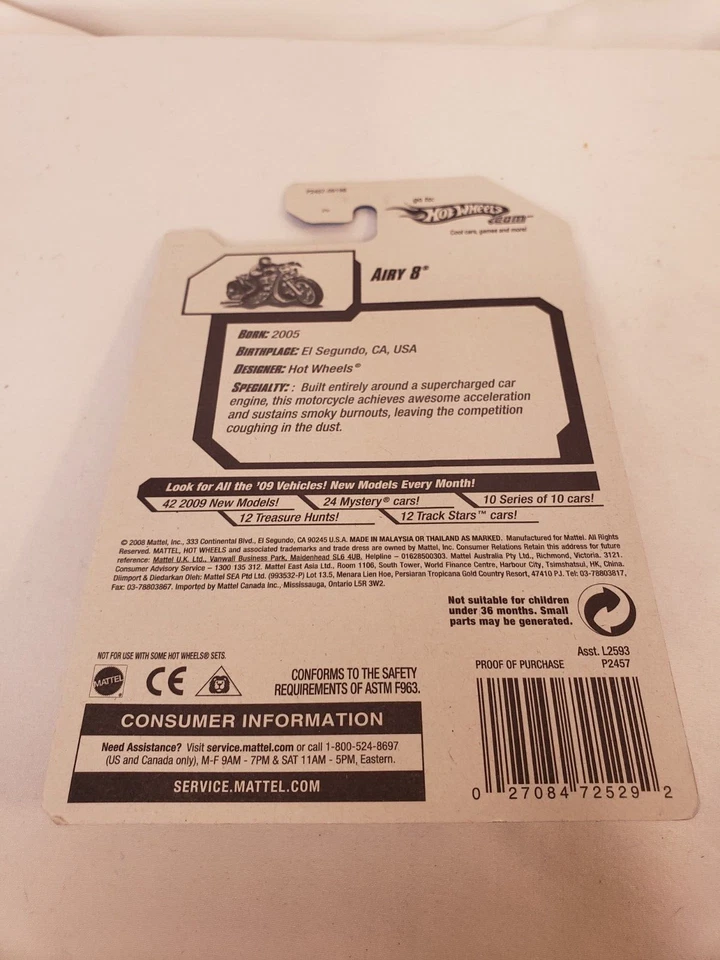 go to:
HOT WHEELS
.COM™
Cool cars, games and more!
AIRY 8®
BORN: 2005
BIRTHPLACE: El Segundo, CA, USA
DESIGNER: Hot Wheels®
SPECIALTY: : Built entirely around a supercharged car
engine, this motorcycle achieves awesome acceleration
and sustains smoky burnouts, leaving the competition
coughing in the dust.
Look for All the '09 Vehicles! New Models Every Month!
42 2009 New Models! 24 Mystery® cars! 10 Series of 10 cars!
12 Treasure Hunts! 12 Track Stars™ cars!
© 2008 Mattel, Inc., 333 Continental Blvd., El Segundo, CA 90245 U.S.A. MADE IN MALAYSIA OR THAILAND AS MARKED. Manufactured for Mattel. All Rights
Reserved. MATTEL, HOT WHEELS and associated trademarks and trade dress are owned by Mattel, Inc. Consumer Relations Retain this address for future
reference: Mattel U.K. Ltd., Vanwall Business Park, Maidenhead SL6 4UB. Helpline – 01628500303. Mattel Australia Pty Ltd., Richmond, Victoria. 3121.
Consumer Advisory Service – 1300 135 312. Mattel East Asia Ltd., Room 1106, South Tower, World Finance Centre, Harbour City, Tsimshatsui, HK, China.
Diimport & Diedarkan Oleh: Mattel SEA Ptd Ltd. (993532-P) Lot 13.5, Menara Lien Hoe, Persiaran Tropicana Golf Country Resort, 47410 PJ. Tel: 03-78803817,
Fax: 03-78803867. Imported by Mattel Canada Inc., Mississauga, Ontario L5R 3W2.
Not suitable for children
under 36 months. Small
parts may be generated.
NOT FOR USE WITH SOME HOT WHEELS® SETS.
MATTEL
CE
CONFORMS TO THE SAFETY
REQUIREMENTS OF ASTM F963.
Asst. L2593
PROOF OF PURCHASE P2457
CONSUMER INFORMATION
Need Assistance? Visit service.mattel.com or call 1-800-524-8697
(US and Canada only), M-F 9AM - 7PM & SAT 11AM - 5PM, Eastern.
SERVICE.MATTEL.COM
0 27084 72529 2